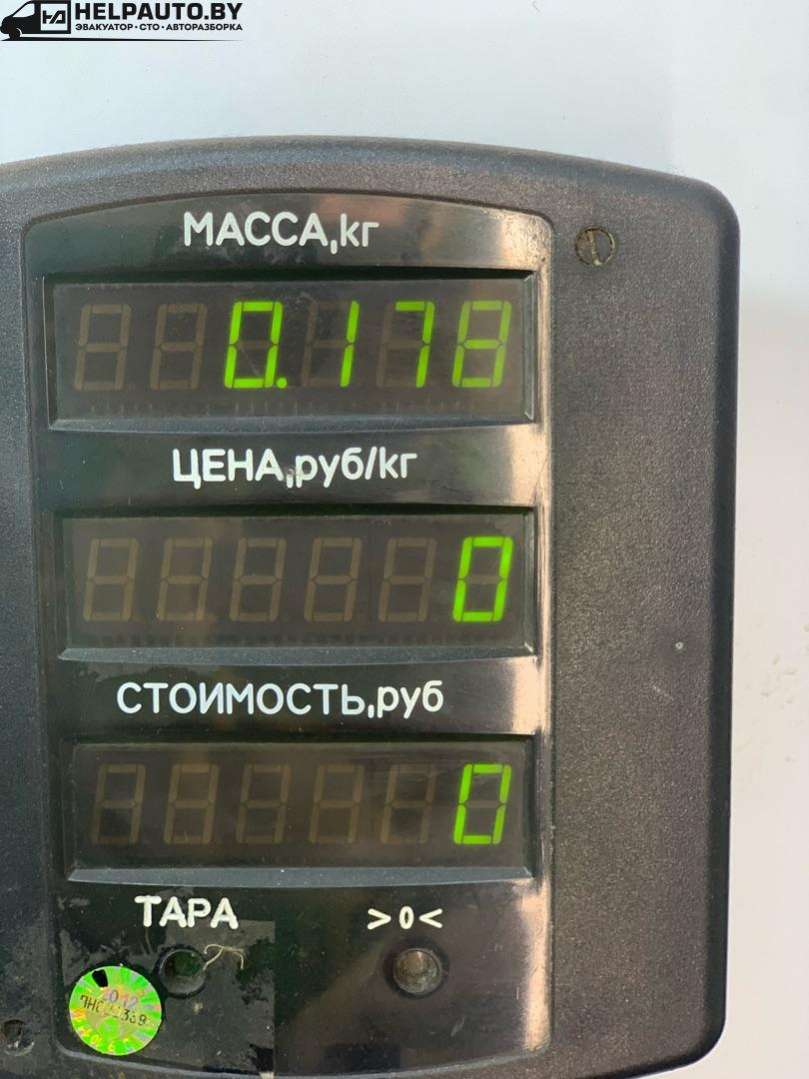 HELPAUTO.BY
ЭВАКУАТОР·СТО·АВТОРАЗБОРКА
МАССА,кг
0.178
ЦЕНА,руб/кг
0
СТОИМОСТЬ,руб
0
ТАРА >0<